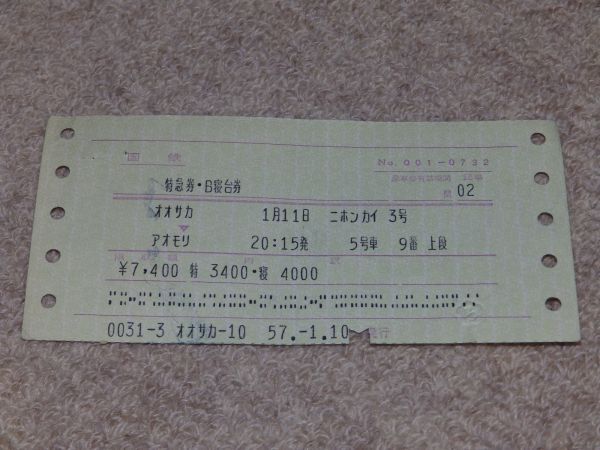 国鉄
No. 001-0732
特急券・B寝台券
02
オオサカ 1月11日 ニホンカイ 3号
アオモリ 20:15発 5号車 9番 上段
¥7,400 特 3400・寝 4000
0031-3 オオサカ-10 57.-1.10 発行